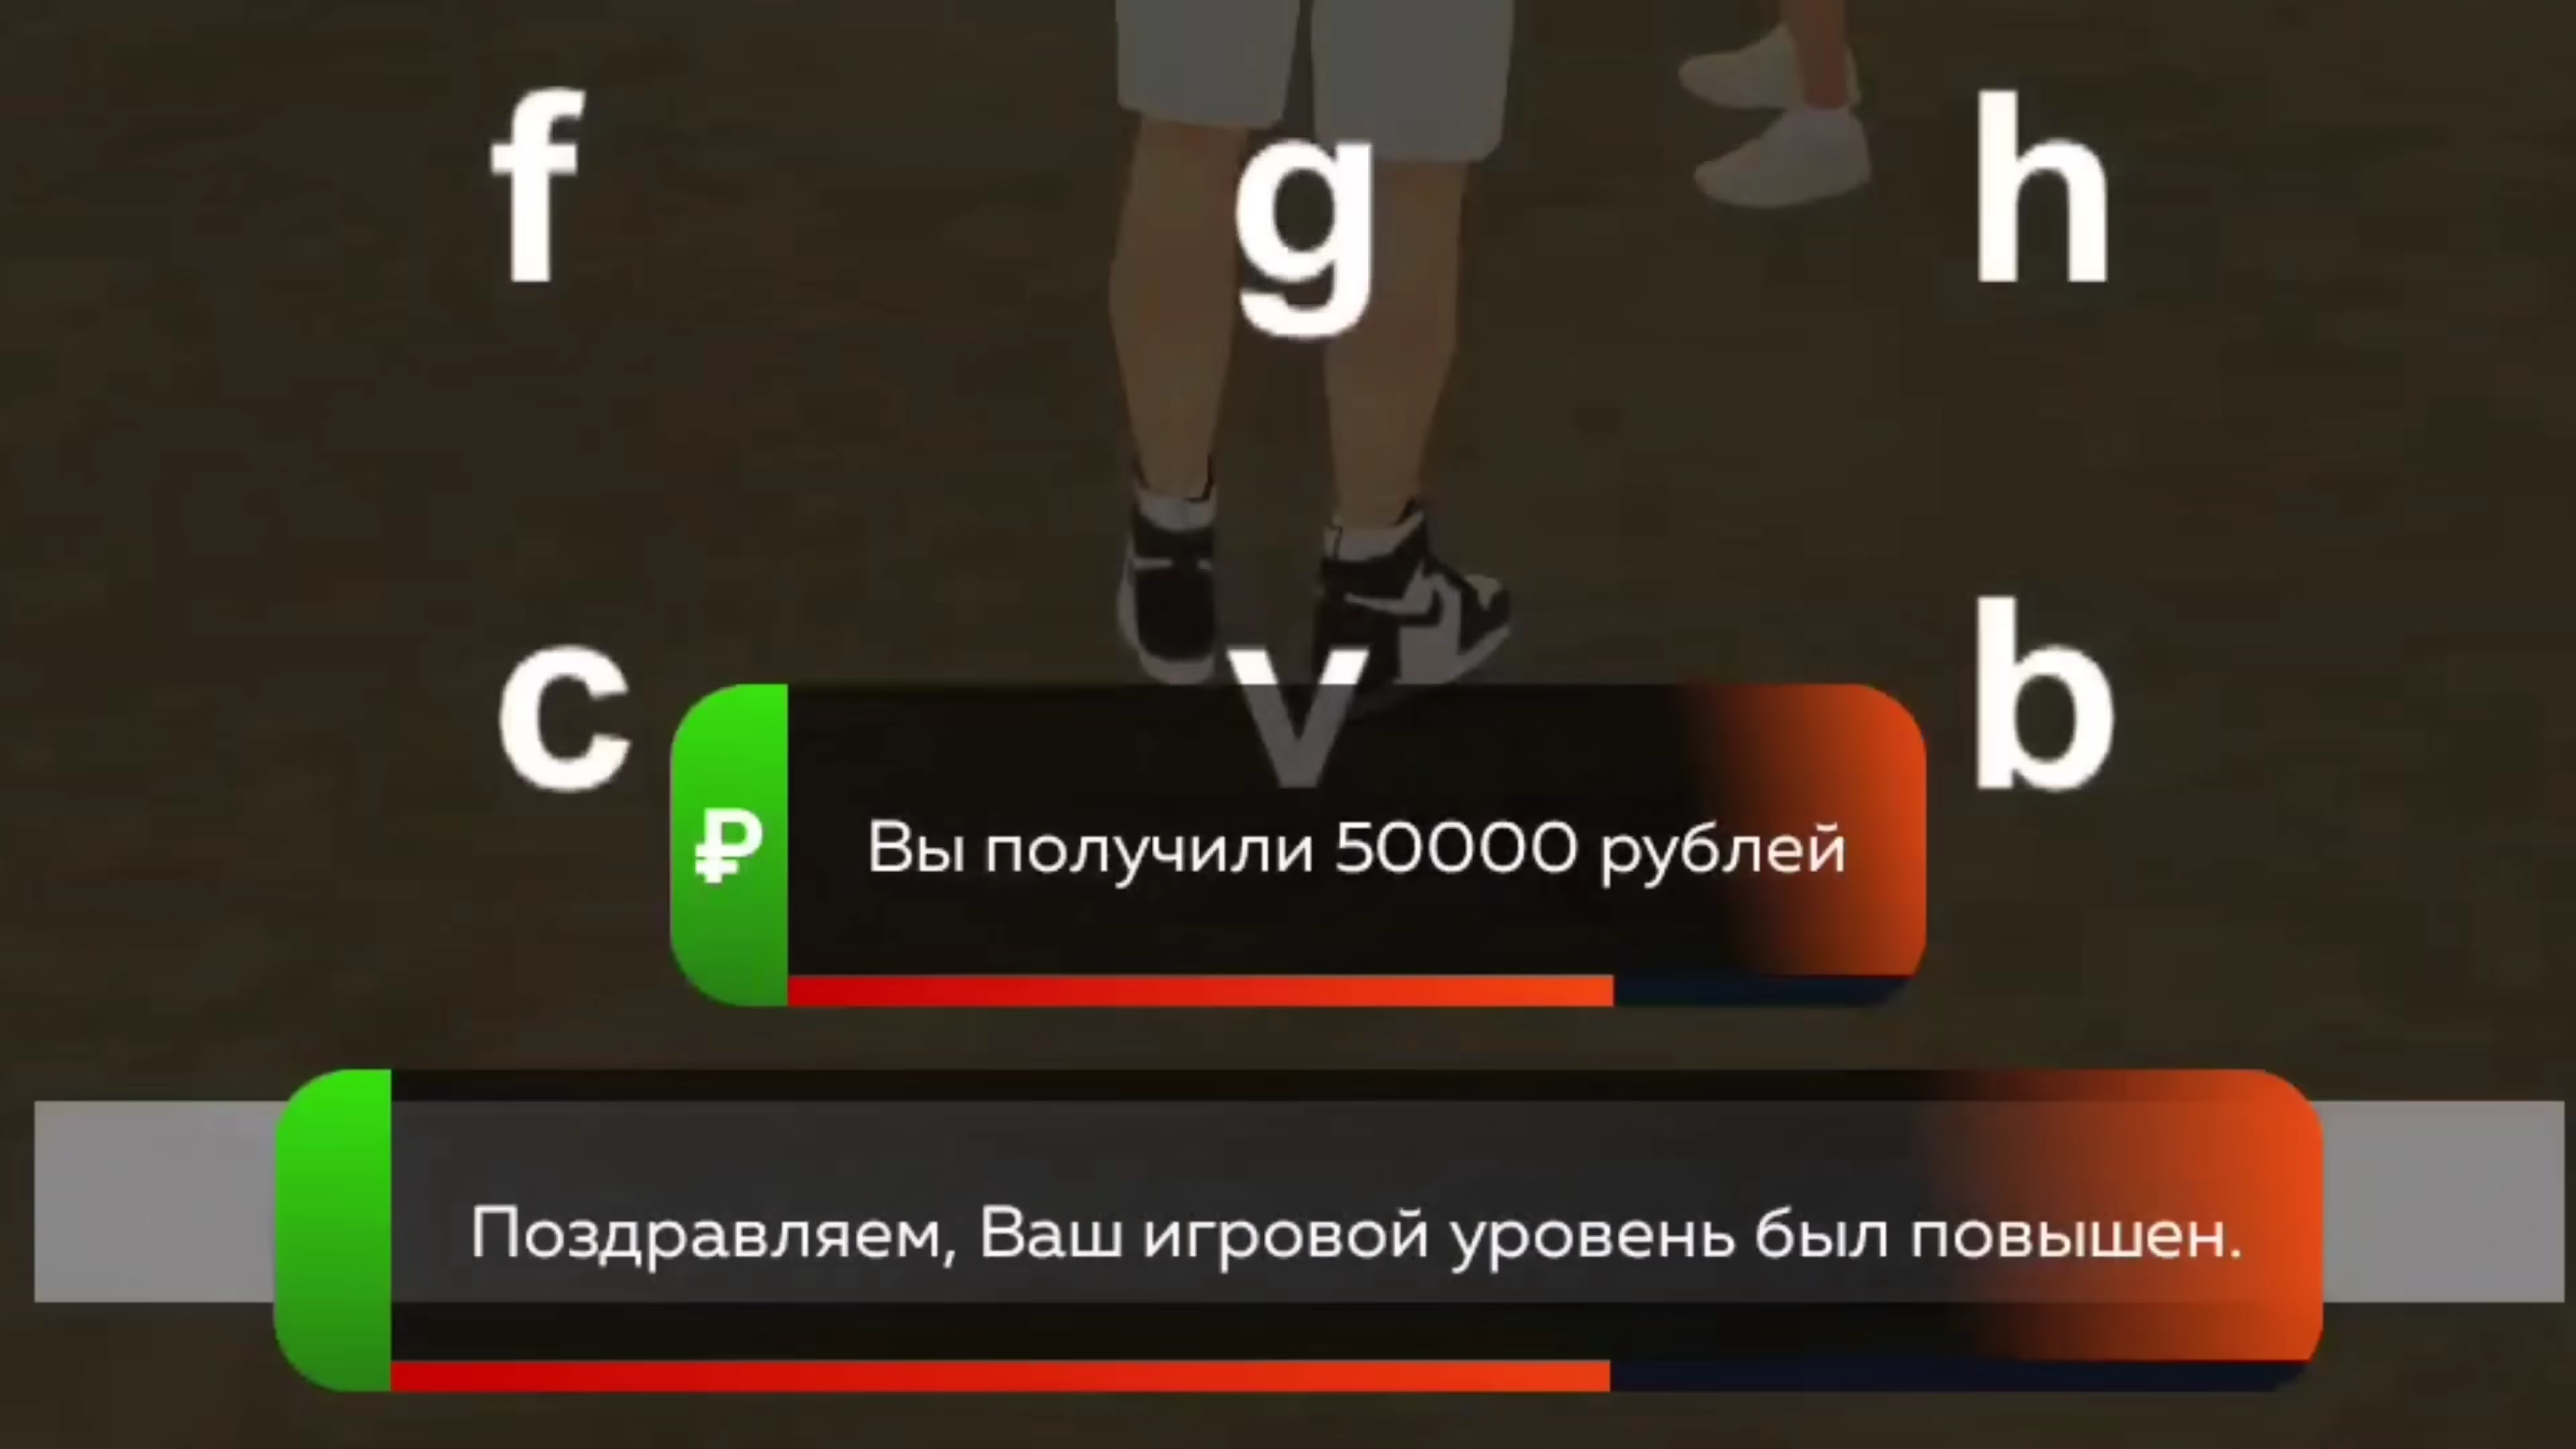 f g h
c v b
₽ Вы получили 50000 рублей
Поздравляем, Ваш игровой уровень был повышен.